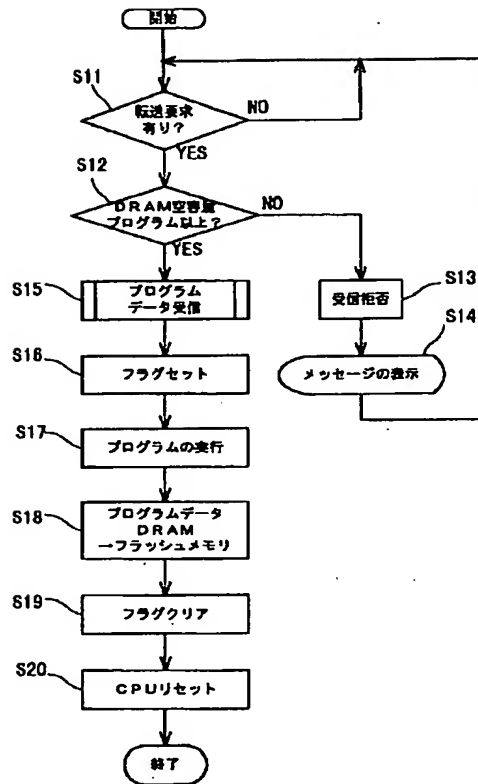 開始
S11
転送要求
有り?
NO
YES
S12
DRAM空容量
プログラム以上?
NO
YES
S15
プログラム
データ受信
S13
受信拒否
S14
メッセージの表示
S16
フラグセット
S17
プログラムの実行
S18
プログラムデータ
DRAM
→フラッシュメモリ
S19
フラグクリア
S20
CPUリセット
終了